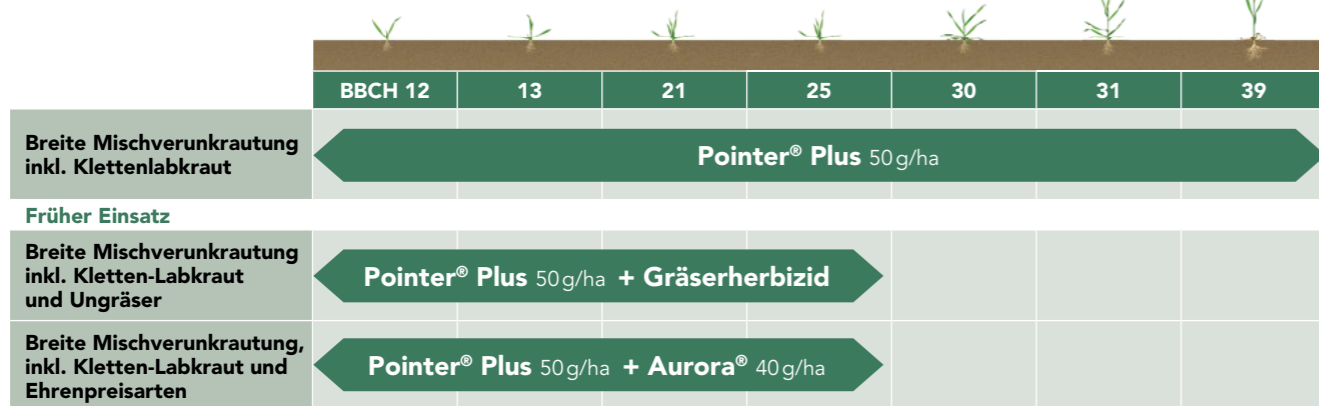 BBCH 12 13 21 25 30 31 39
Breite Mischverunkrautung
inkl. Klettenlabkraut
Pointer® Plus 50 g/ha
Früher Einsatz
Breite Mischverunkrautung
inkl. Kletten-Labkraut
und Ungräser
Pointer® Plus 50 g/ha + Gräserherbizid
Breite Mischverunkrautung,
inkl. Kletten-Labkraut und
Ehrenpreisarten
Pointer® Plus 50 g/ha + Aurora® 40 g/ha